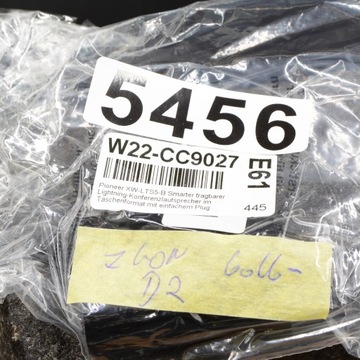 5456
W22-CC9027
E61
Pioneer XW-LTS5-B Smarter tragbarer
Lightning-Konferenzlautsprecher im
Taschenformat mit einfachem Plug
445
D2